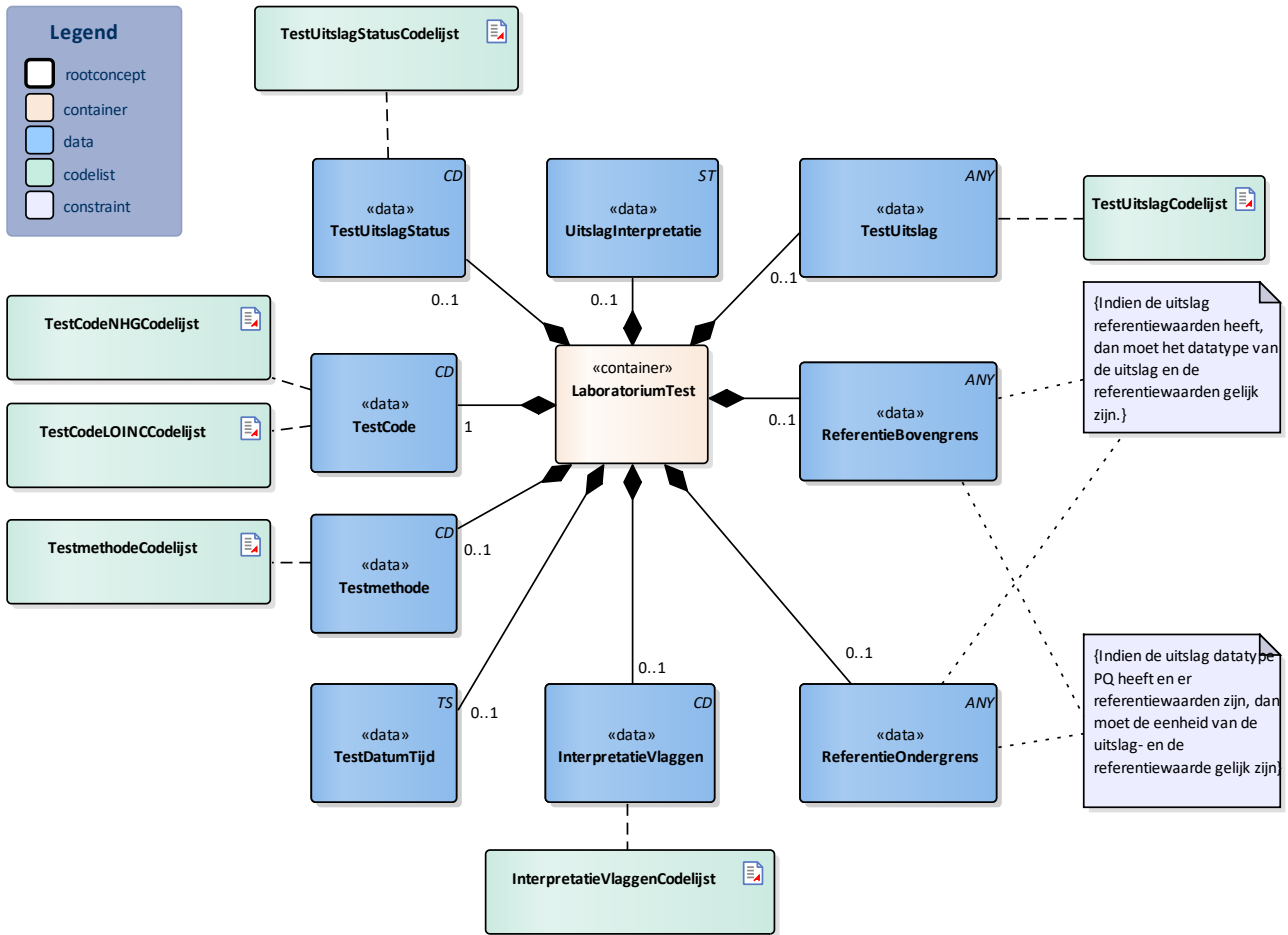 Legend
rootconcept
container
data
codelist
constraint
TestUitslagStatusCodelijst
CD
«data»
TestUitslagStatus
0..1
ST
«data»
UitslagInterpretatie
0..1
ANY
«data»
TestUitslag
0..1
TestUitslagCodelijst
TestCodeNHGCodelijst
TestCodeLOINCCodelijst
CD
«data»
TestCode
1
«container»
LaboratoriumTest
ANY
«data»
ReferentieBovengrens
0..1
{Indien de uitslag
referentiewaarden heeft,
dan moet het datatype van
de uitslag en de
referentiewaarden gelijk
zijn.}
TestmethodeCodelijst
CD
«data»
Testmethode
0..1
TS
«data»
TestDatumTijd
0..1
CD
«data»
InterpretatieVlaggen
0..1
ANY
«data»
ReferentieOndergrens
0..1
{Indien de uitslag datatype
PQ heeft en er
referentiewaarden zijn, dan
moet de eenheid van de
uitslag- en de
referentiewaarde gelijk zijn}
InterpretatieVlaggenCodelijst